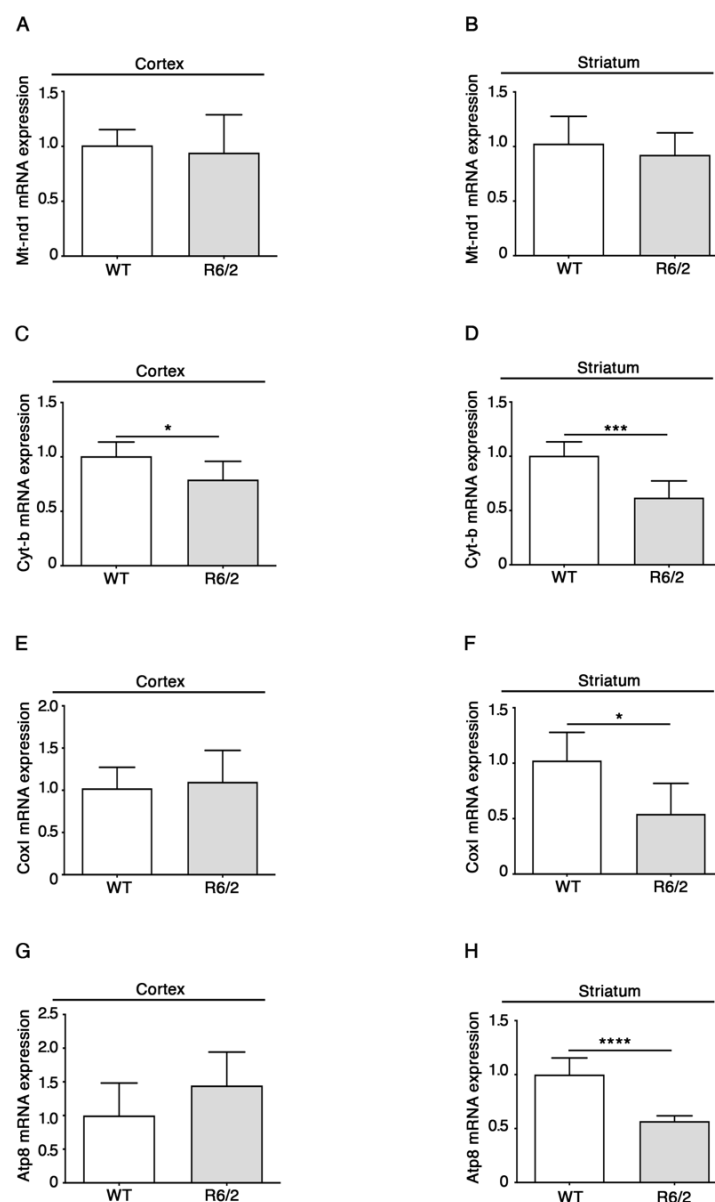 A
Cortex
Mt-nd1 mRNA expression
1.5
1.0
0.5
0
WT R6/2
B
Striatum
Mt-nd1 mRNA expression
1.5
1.0
0.5
0
WT R6/2
C
Cortex
Cyt-b mRNA expression
1.5
1.0
0.5
0
*
WT R6/2
D
Striatum
Cyt-b mRNA expression
1.5
1.0
0.5
0
***
WT R6/2
E
Cortex
CoxI mRNA expression
2.0
1.5
1.0
0.5
0
WT R6/2
F
Striatum
CoxI mRNA expression
1.5
1.0
0.5
0
*
WT R6/2
G
Cortex
Atp8 mRNA expression
2.5
2.0
1.5
1.0
0.5
0
WT R6/2
H
Striatum
Atp8 mRNA expression
1.5
1.0
0.5
0
****
WT R6/2